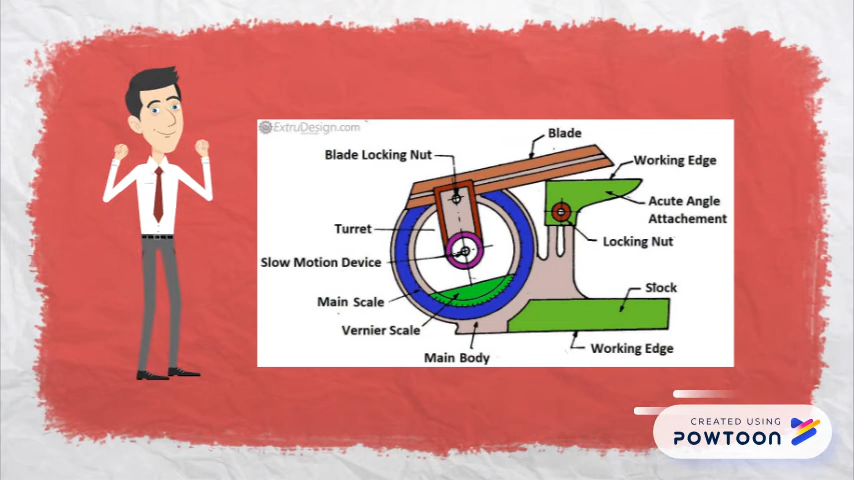 ExtruDesign.com
Blade
Blade Locking Nut
Working Edge
Acute Angle
Attachement
Turret
Locking Nut
Slow Motion Device
Stock
Main Scale
Vernier Scale
Working Edge
Main Body
CREATED USING
POWTOON